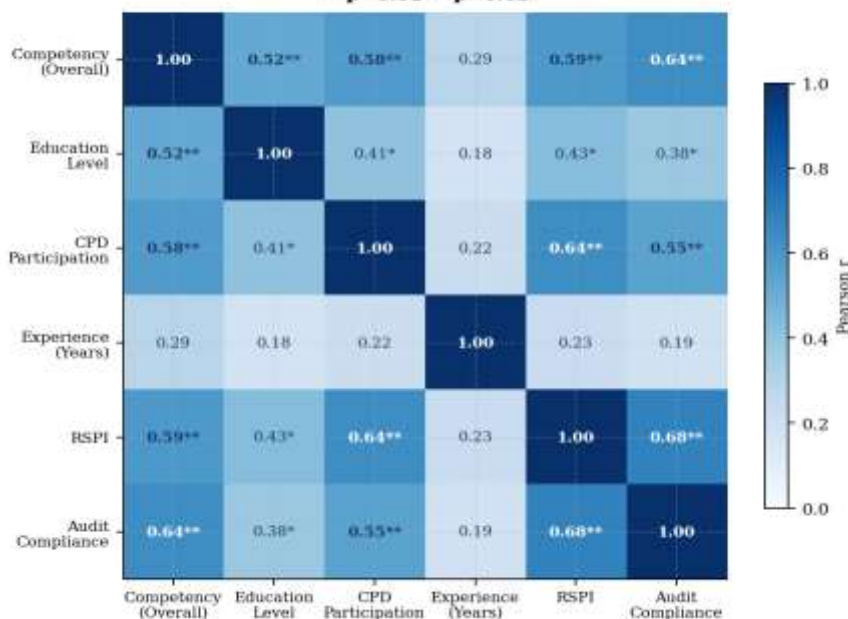 Competency
(Overall)
1.00
0.52**
0.58**
0.29
0.59**
0.64**
Education
Level
0.52**
1.00
0.41*
0.18
0.43*
0.38*
CPD
Participation
0.58**
0.41*
1.00
0.22
0.64**
0.55**
Experience
(Years)
0.29
0.18
0.22
1.00
0.23
0.19
RSPI
0.59**
0.43*
0.64**
0.23
1.00
0.68**
Audit
Compliance
0.64**
0.38*
0.55**
0.19
0.68**
1.00
Competency
(Overall)
Education
Level
CPD
Participation
Experience
(Years)
RSPI
Audit
Compliance
1.0
0.8
0.6
0.4
0.2
0.0
Pearson r